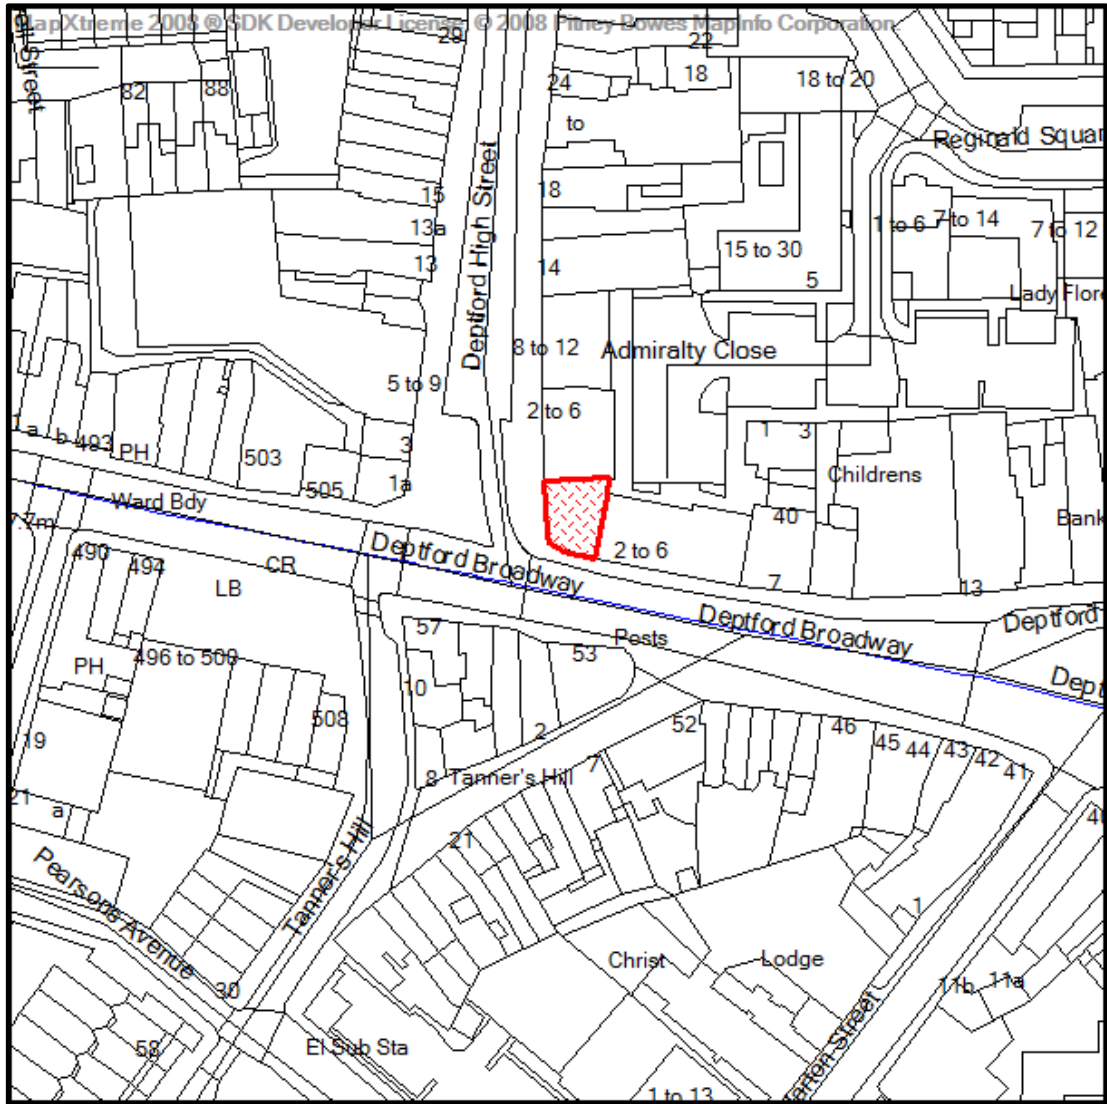 MapXtreme 2008 ® SDK Developer License. © 2008 Pitney Bowes MapInfo Corporation.
Street
29
22
18
18 to 20
82
88
24
to
Reginald Squar
18
15
13a
13
Deptford High Street
1 to 6
7 to 14
7 to 12
15 to 30
14
5
Lady Flore
8 to 12
Admiralty Close
5 to 9
2 to 6
1
a
b
493
PH
503
3
1
3
505
1a
Childrens
Ward Bdy
40
Bank
7.7m
490
494
CR
LB
Deptford Broadway
2 to 6
7
13
Deptford Broadway
Deptford
57
Posts
53
PH
496 to 500
10
Dept
508
52
46
45
44
43
42
41
19
2
8
Tanner's Hill
7
21
a
21
40
Tanner's Hill
Pearsons Avenue
1
Christ
Lodge
30
11b
11a
58
El Sub Sta
arton Street
1 to 13